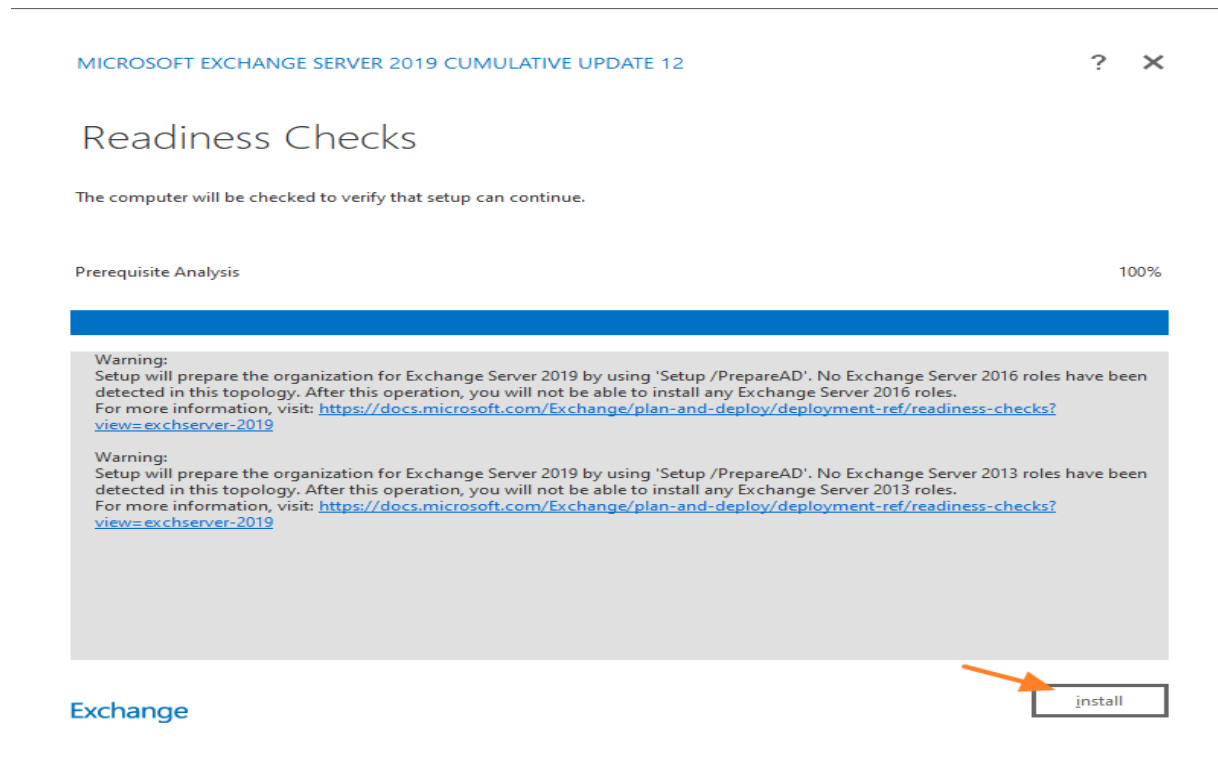 MICROSOFT EXCHANGE SERVER 2019 CUMULATIVE UPDATE 12
? ✕
Readiness Checks
The computer will be checked to verify that setup can continue.
Prerequisite Analysis
100%
Warning:
Setup will prepare the organization for Exchange Server 2019 by using 'Setup /PrepareAD'. No Exchange Server 2016 roles have been
detected in this topology. After this operation, you will not be able to install any Exchange Server 2016 roles.
For more information, visit: https://docs.microsoft.com/Exchange/plan-and-deploy/deployment-ref/readiness-checks?
view=exchserver-2019
Warning:
Setup will prepare the organization for Exchange Server 2019 by using 'Setup /PrepareAD'. No Exchange Server 2013 roles have been
detected in this topology. After this operation, you will not be able to install any Exchange Server 2013 roles.
For more information, visit: https://docs.microsoft.com/Exchange/plan-and-deploy/deployment-ref/readiness-checks?
view=exchserver-2019
Exchange
install